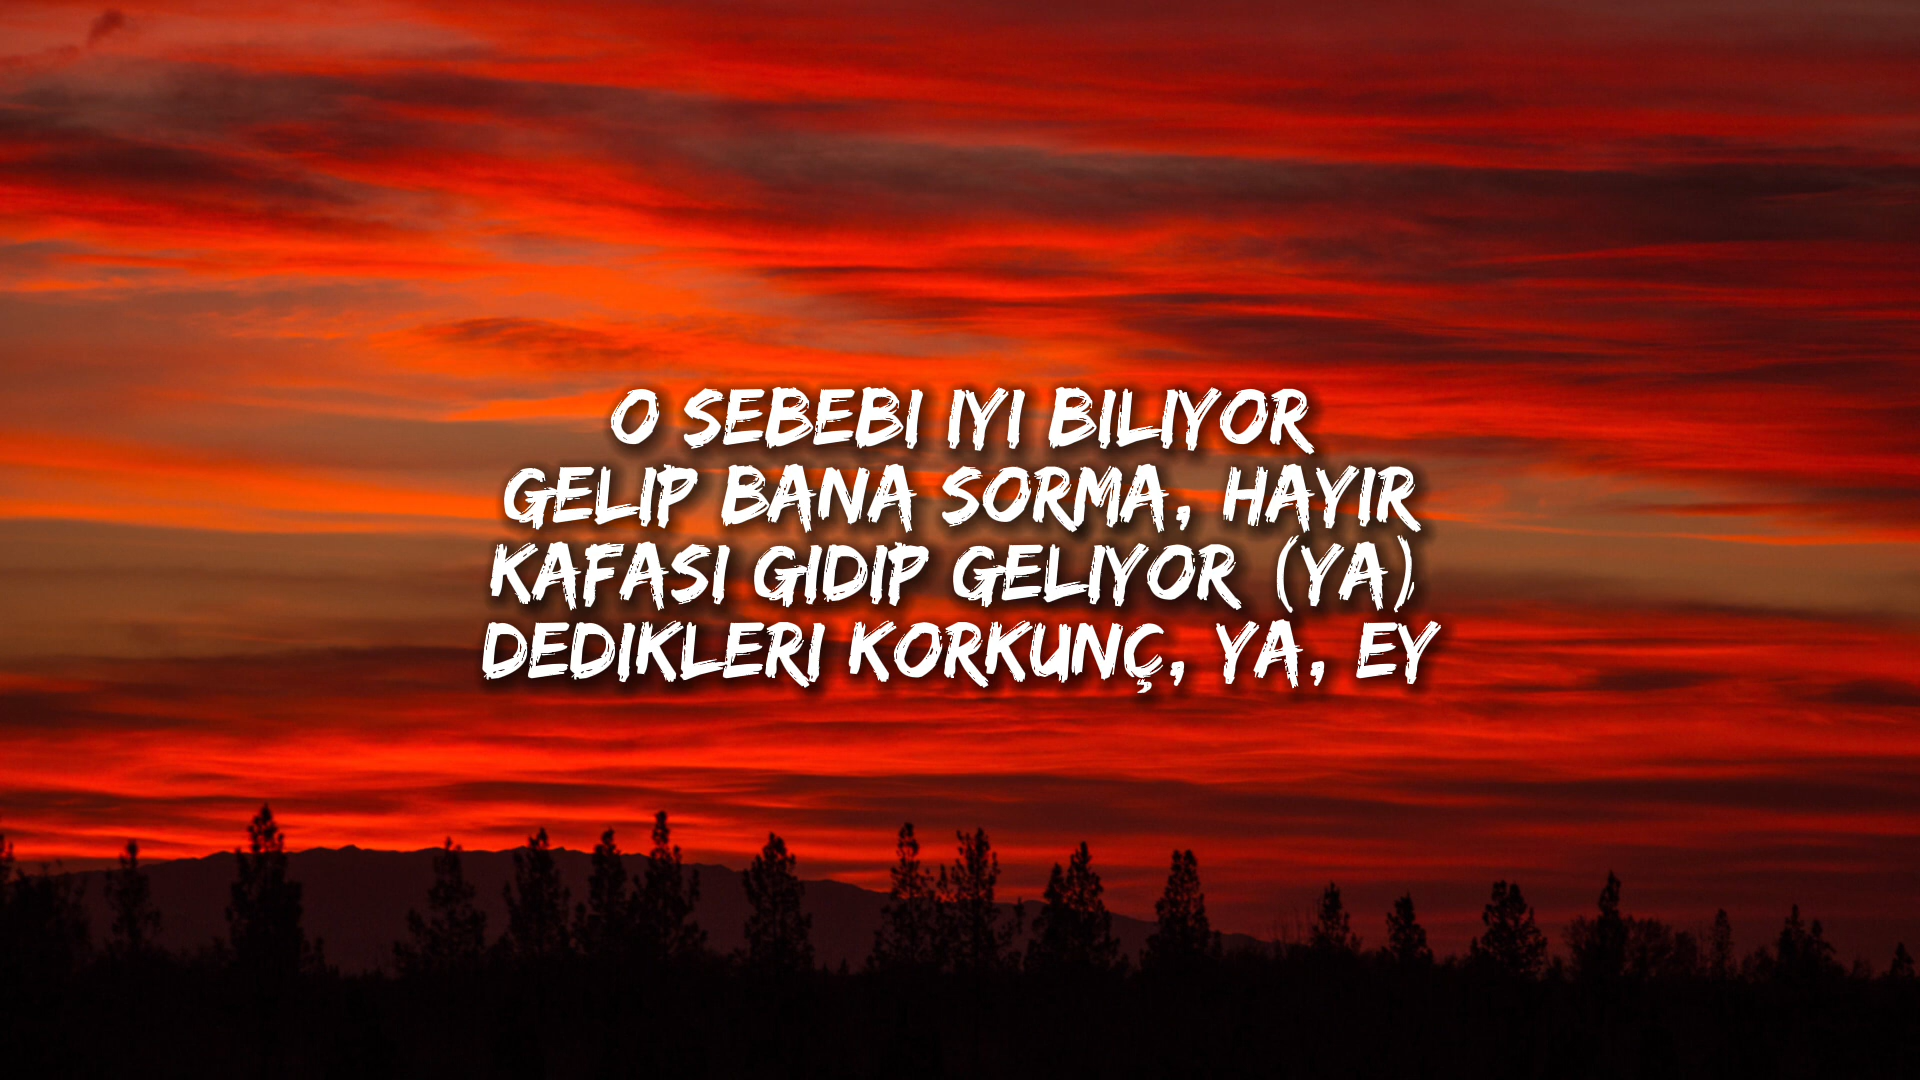 O SEBEBI IYI BILIYOR
GELIP BANA SORMA, HAYIR
KAFASI GIDIP GELIYOR (YA)
DEDIKLERI KORKUNÇ, YA, EY